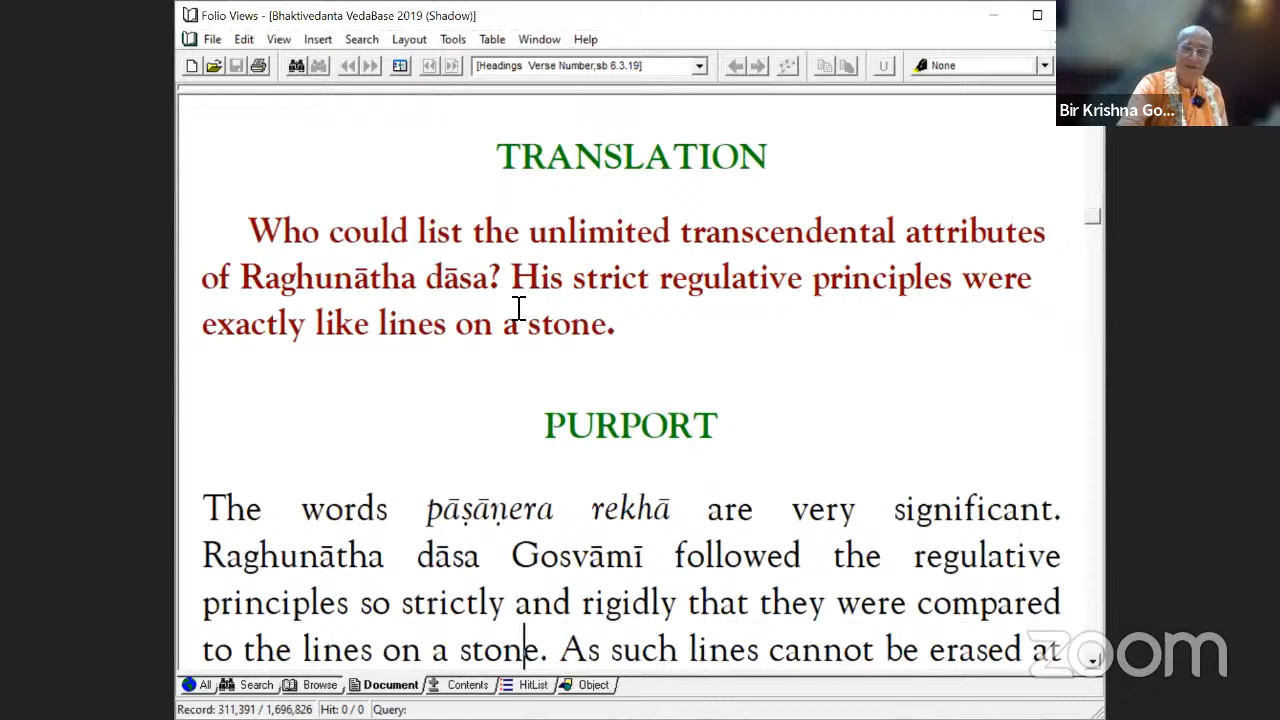 Folio Views - [Bhaktivedanta VedaBase 2019 (Shadow)]
File Edit View Insert Search Layout Tools Table Window Help
[Headings Verse Number,sb 6.3.19]
U
None
Bir Krishna Go...
TRANSLATION
Who could list the unlimited transcendental attributes
of Raghunātha dāsa? His strict regulative principles were
exactly like lines on a stone.
PURPORT
The words pāṣāṇera rekhā are very significant.
Raghunātha dāsa Gosvāmī followed the regulative
principles so strictly and rigidly that they were compared
to the lines on a stone. As such lines cannot be erased at
zoom
All Search Browse Document Contents HitList Object
Record: 311,391 / 1,696,826 Hit: 0 / 0 Query: